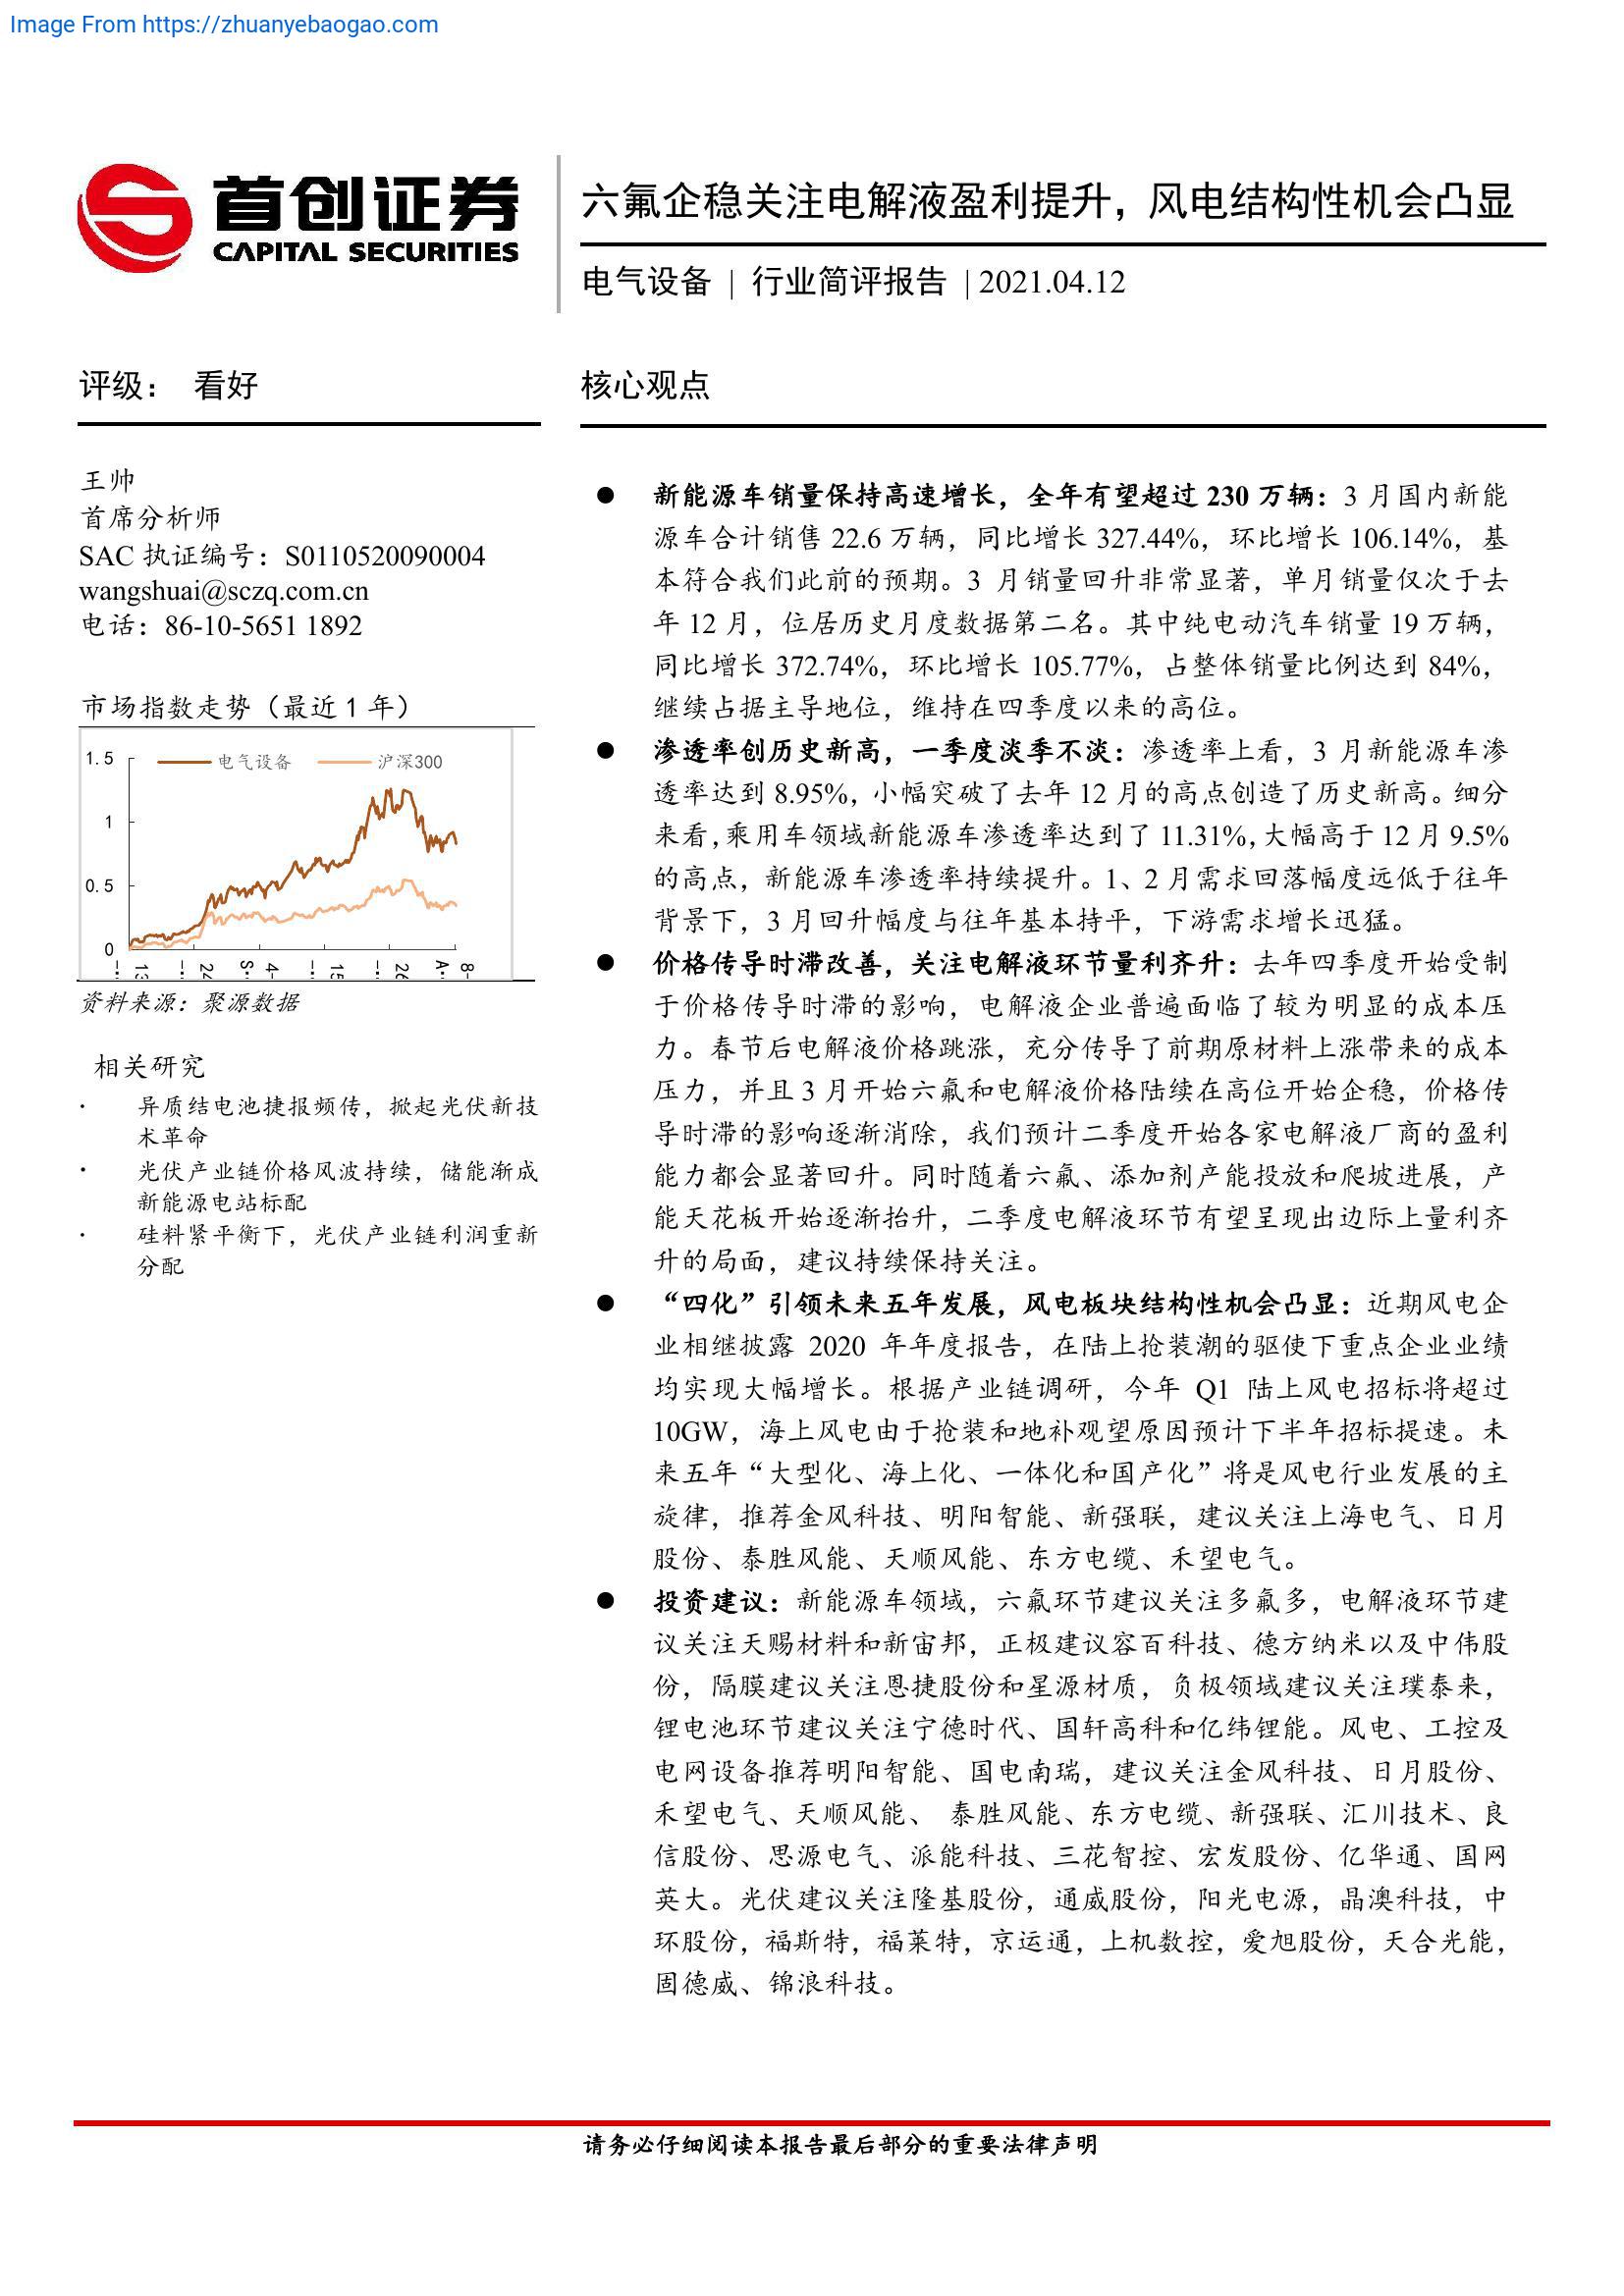 Image From https://zhuanyebaogao.com
首创证券
CAPITAL SECURITIES
六氟企稳关注电解液盈利提升，风电结构性机会凸显
电气设备 | 行业简评报告 | 2021.04.12
评级： 看好
王帅
首席分析师
SAC 执证编号：S0110520090004
wangshuai@sczq.com.cn
电话：86-10-5651 1892
市场指数走势（最近 1 年）
电气设备 沪深300
1.5
1
0.5
0
资料来源：聚源数据
相关研究
· 异质结电池捷报频传，掀起光伏新技
术革命
· 光伏产业链价格风波持续，储能渐成
新能源电站标配
· 硅料紧平衡下，光伏产业链利润重新
分配
核心观点
● 新能源车销量保持高速增长，全年有望超过 230 万辆：3 月国内新能
源车合计销售 22.6 万辆，同比增长 327.44%，环比增长 106.14%，基
本符合我们此前的预期。3 月销量回升非常显著，单月销量仅次于去
年 12 月，位居历史月度数据第二名。其中纯电动汽车销量 19 万辆，
同比增长 372.74%，环比增长 105.77%，占整体销量比例达到 84%，
继续占据主导地位，维持在四季度以来的高位。
● 渗透率创历史新高，一季度淡季不淡：渗透率上看，3 月新能源车渗
透率达到 8.95%，小幅突破了去年 12 月的高点创造了历史新高。细分
来看，乘用车领域新能源车渗透率达到了 11.31%，大幅高于 12 月 9.5%
的高点，新能源车渗透率持续提升。1、2 月需求回落幅度远低于往年
背景下，3 月回升幅度与往年基本持平，下游需求增长迅猛。
● 价格传导时滞改善，关注电解液环节量利齐升：去年四季度开始受制
于价格传导时滞的影响，电解液企业普遍面临了较为明显的成本压
力。春节后电解液价格跳涨，充分传导了前期原材料上涨带来的成本
压力，并且 3 月开始六氟和电解液价格陆续在高位开始企稳，价格传
导时滞的影响逐渐消除，我们预计二季度开始各家电解液厂商的盈利
能力都会显著回升。同时随着六氟、添加剂产能投放和爬坡进展，产
能天花板开始逐渐抬升，二季度电解液环节有望呈现出边际上量利齐
升的局面，建议持续保持关注。
● “四化”引领未来五年发展，风电板块结构性机会凸显：近期风电企
业相继披露 2020 年年度报告，在陆上抢装潮的驱使下重点企业业绩
均实现大幅增长。根据产业链调研，今年 Q1 陆上风电招标将超过
10GW，海上风电由于抢装和地补观望原因预计下半年招标提速。未
来五年“大型化、海上化、一体化和国产化”将是风电行业发展的主
旋律，推荐金风科技、明阳智能、新强联，建议关注上海电气、日月
股份、泰胜风能、天顺风能、东方电缆、禾望电气。
● 投资建议：新能源车领域，六氟环节建议关注多氟多，电解液环节建
议关注天赐材料和新宙邦，正极建议容百科技、德方纳米以及中伟股
份，隔膜建议关注恩捷股份和星源材质，负极领域建议关注璞泰来，
锂电池环节建议关注宁德时代、国轩高科和亿纬锂能。风电、工控及
电网设备推荐明阳智能、国电南瑞，建议关注金风科技、日月股份、
禾望电气、天顺风能、 泰胜风能、东方电缆、新强联、汇川技术、良
信股份、思源电气、派能科技、三花智控、宏发股份、亿华通、国网
英大。光伏建议关注隆基股份，通威股份，阳光电源，晶澳科技，中
环股份，福斯特，福莱特，京运通，上机数控，爱旭股份，天合光能，
固德威、锦浪科技。
请务必仔细阅读本报告最后部分的重要法律声明